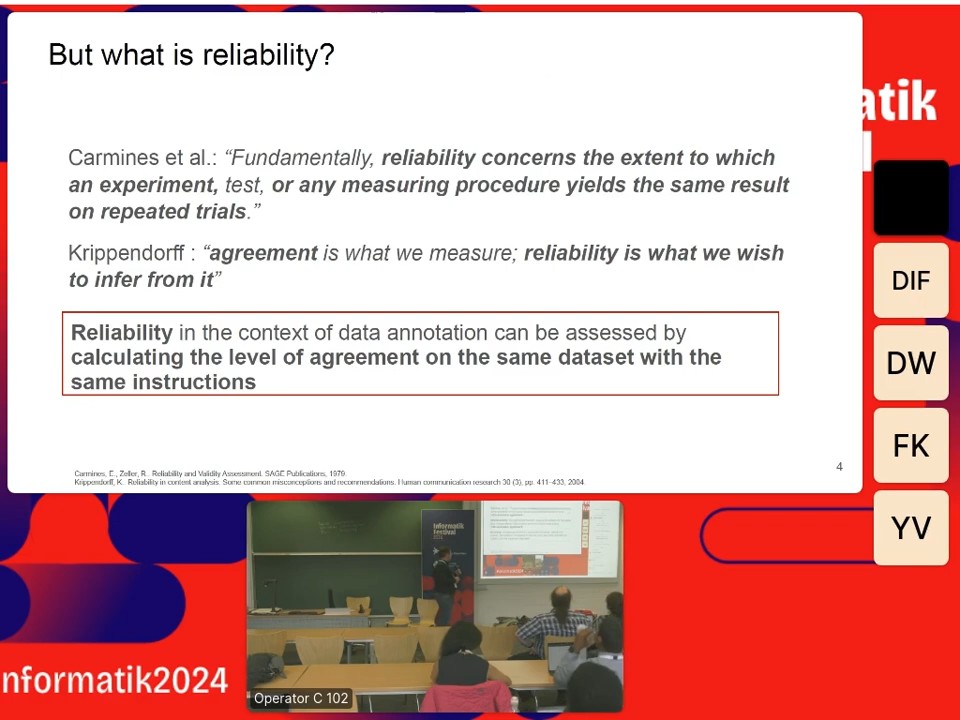 But what is reliability?
Carmines et al.: “Fundamentally, reliability concerns the extent to which
an experiment, test, or any measuring procedure yields the same result
on repeated trials.”
Krippendorff : “agreement is what we measure; reliability is what we wish
to infer from it”
Reliability in the context of data annotation can be assessed by
calculating the level of agreement on the same dataset with the
same instructions
Carmines, E., Zeller, R.. Reliability and Validity Assessment. SAGE Publications, 1979.
Krippendorff, K. Reliability in content analysis: Some common misconceptions and recommendations. Human communication research 30 (3), pp. 411–433, 2004.
4
atik
DIF
DW
FK
YV
Informatik
Festival
2024
Operator C 102
nformatik2024